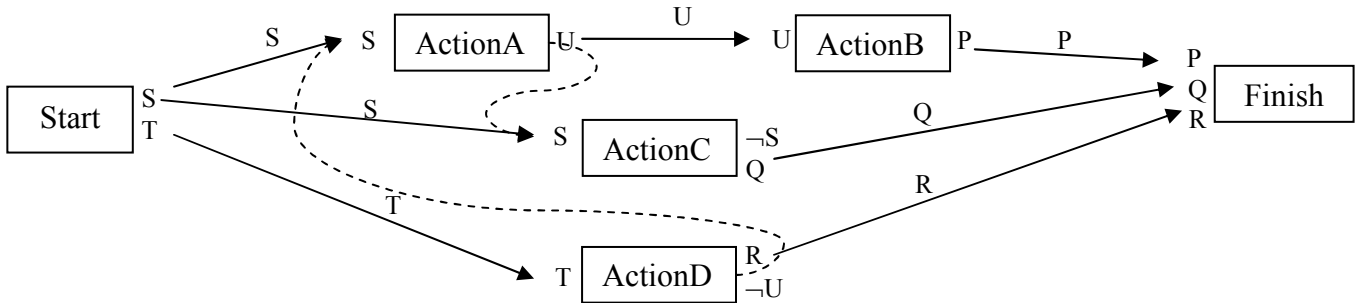 U
S
S
ActionA
U
U
ActionB
P
P
P
Start
S
T
S
Q
R
Finish
Q
S
ActionC
¬S
Q
R
T
T
ActionD
R
¬U